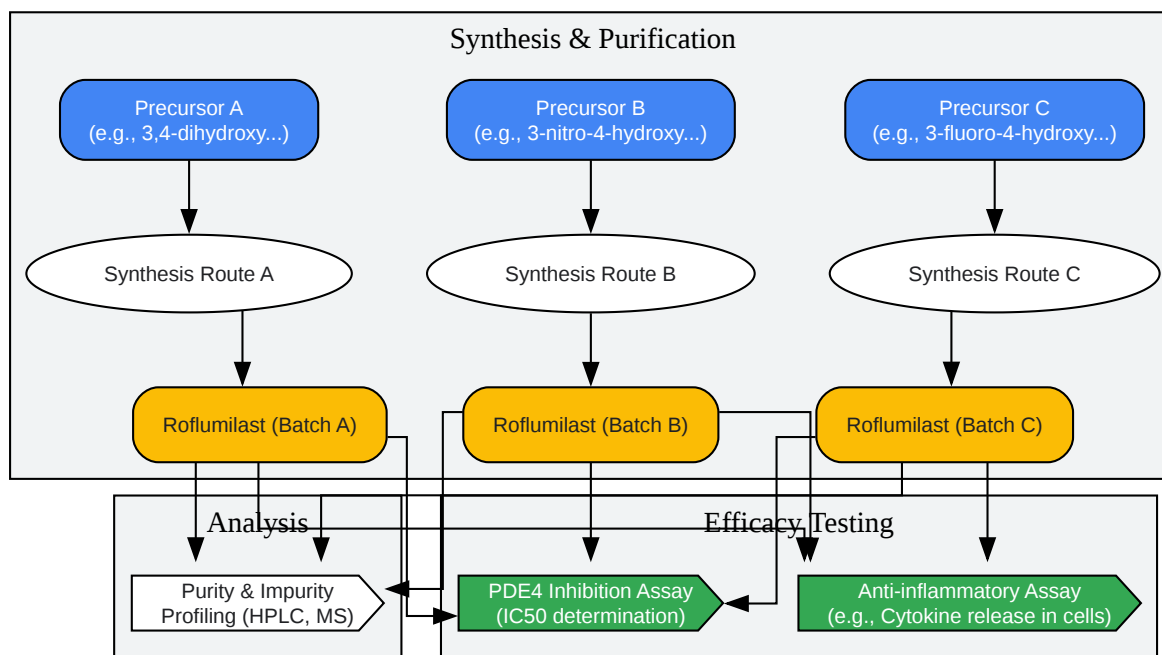 Synthesis & Purification
Precursor A
(e.g., 3,4-dihydroxy...)
Precursor B
(e.g., 3-nitro-4-hydroxy...)
Precursor C
(e.g., 3-fluoro-4-hydroxy...)
Synthesis Route A
Synthesis Route B
Synthesis Route C
Roflumilast (Batch A)
Roflumilast (Batch B)
Roflumilast (Batch C)
Analysis
Efficacy Testing
Purity & Impurity
Profiling (HPLC, MS)
PDE4 Inhibition Assay
(IC50 determination)
Anti-inflammatory Assay
(e.g., Cytokine release in cells)